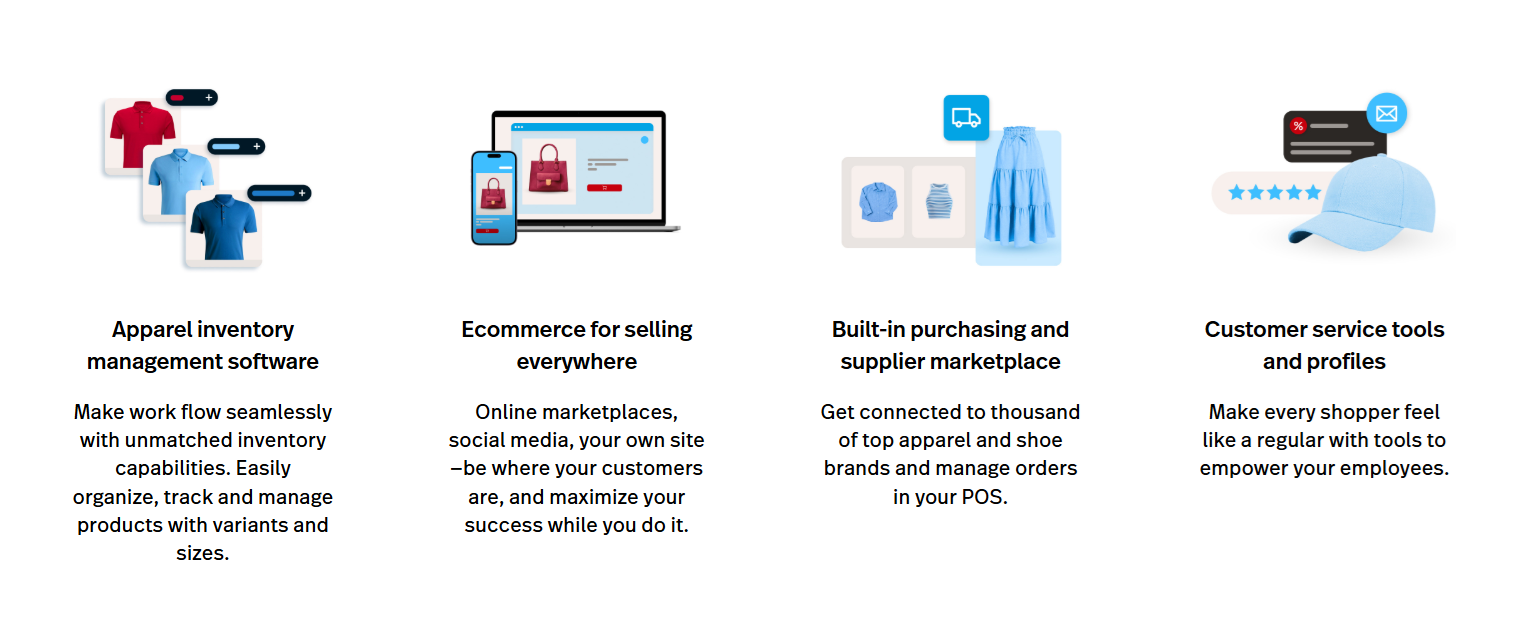 Apparel inventory
management software
Make work flow seamlessly
with unmatched inventory
capabilities. Easily
organize, track and manage
products with variants and
sizes.
Ecommerce for selling
everywhere
Online marketplaces,
social media, your own site
—be where your customers
are, and maximize your
success while you do it.
Built-in purchasing and
supplier marketplace
Get connected to thousand
of top apparel and shoe
brands and manage orders
in your POS.
%
Customer service tools
and profiles
Make every shopper feel
like a regular with tools to
empower your employees.